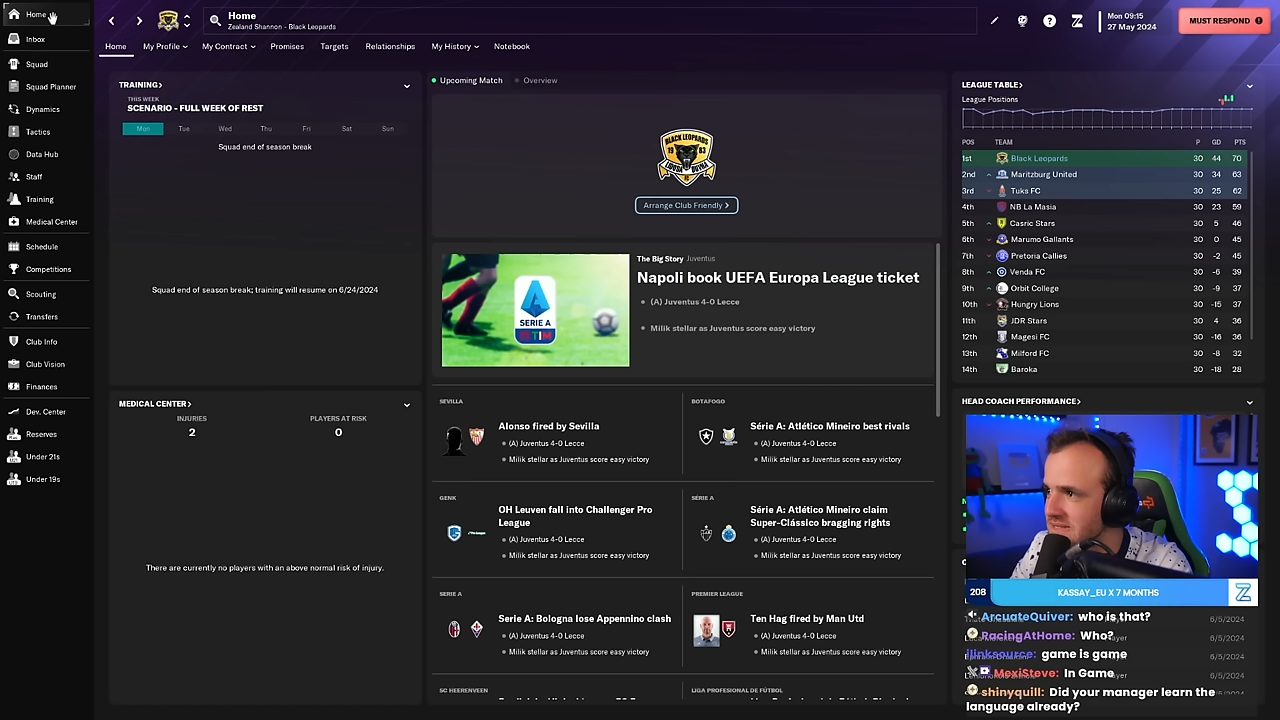 Home
Inbox
Squad
Squad Planner
Dynamics
Tactics
Data Hub
Staff
Training
Medical Center
Schedule
Competitions
Scouting
Transfers
Club Info
Club Vision
Finances
Dev. Center
Reserves
Under 21s
Under 19s
Home
Zealand Shannon - Black Leopards
Mon 09:15
27 May 2024
MUST RESPOND
Home
My Profile
My Contract
Promises
Targets
Relationships
My History
Notebook
TRAINING
THIS WEEK
SCENARIO - FULL WEEK OF REST
Mon Tue Wed Thu Fri Sat Sun
Squad end of season break
Squad end of season break; training will resume on 6/24/2024
MEDICAL CENTER
INJURIES PLAYERS AT RISK
2 0
There are currently no players with an above normal risk of injury.
Upcoming Match Overview
BLACK LEOPARDS
19 83
Arrange Club Friendly
The Big Story Juventus
Napoli book UEFA Europa League ticket
(A) Juventus 4-0 Lecce
Milik stellar as Juventus score easy victory
SERIE A
TIM
SEVILLA
Alonso fired by Sevilla
(A) Juventus 4-0 Lecce
Milik stellar as Juventus score easy victory
BOTAFOGO
Série A: Atlético Mineiro best rivals
(A) Juventus 4-0 Lecce
Milik stellar as Juventus score easy victory
GENK
OH Leuven fall into Challenger Pro
League
(A) Juventus 4-0 Lecce
Milik stellar as Juventus score easy victory
SÉRIE A
Série A: Atlético Mineiro claim
Super-Clássico bragging rights
(A) Juventus 4-0 Lecce
Milik stellar as Juventus score easy victory
SERIE A
Serie A: Bologna lose Appennino clash
(A) Juventus 4-0 Lecce
Milik stellar as Juventus score easy victory
PREMIER LEAGUE
Ten Hag fired by Man Utd
(A) Juventus 4-0 Lecce
Milik stellar as Juventus score easy victory
SC HEERENVEEN
LIGA PROFESIONAL DE FÚTBOL
LEAGUE TABLE
League Positions
POS TEAM P GD PTS
1st Black Leopards 30 44 70
2nd Maritzburg United 30 34 63
3rd Tuks FC 30 25 62
4th NB La Masia 30 23 59
5th Casric Stars 30 5 46
6th Marumo Gallants 30 0 45
7th Pretoria Callies 30 -2 45
8th Venda FC 30 -6 39
9th Orbit College 30 -9 37
10th Hungry Lions 30 -15 37
11th JDR Stars 30 4 36
12th Magesi FC 30 -16 36
13th Milford FC 30 -8 32
14th Baroka 30 -18 28
HEAD COACH PERFORMANCE
208 KASSAY_EU X 7 MONTHS
ArcuateQuiver: who is that?
6/5/2024
RacingAtHome: Who?
6/5/2024
jlinksource: game is game
6/5/2024
MexiSteve: In Game
6/5/2024
shinyquill: Did your manager learn the
6/5/2024
language already?